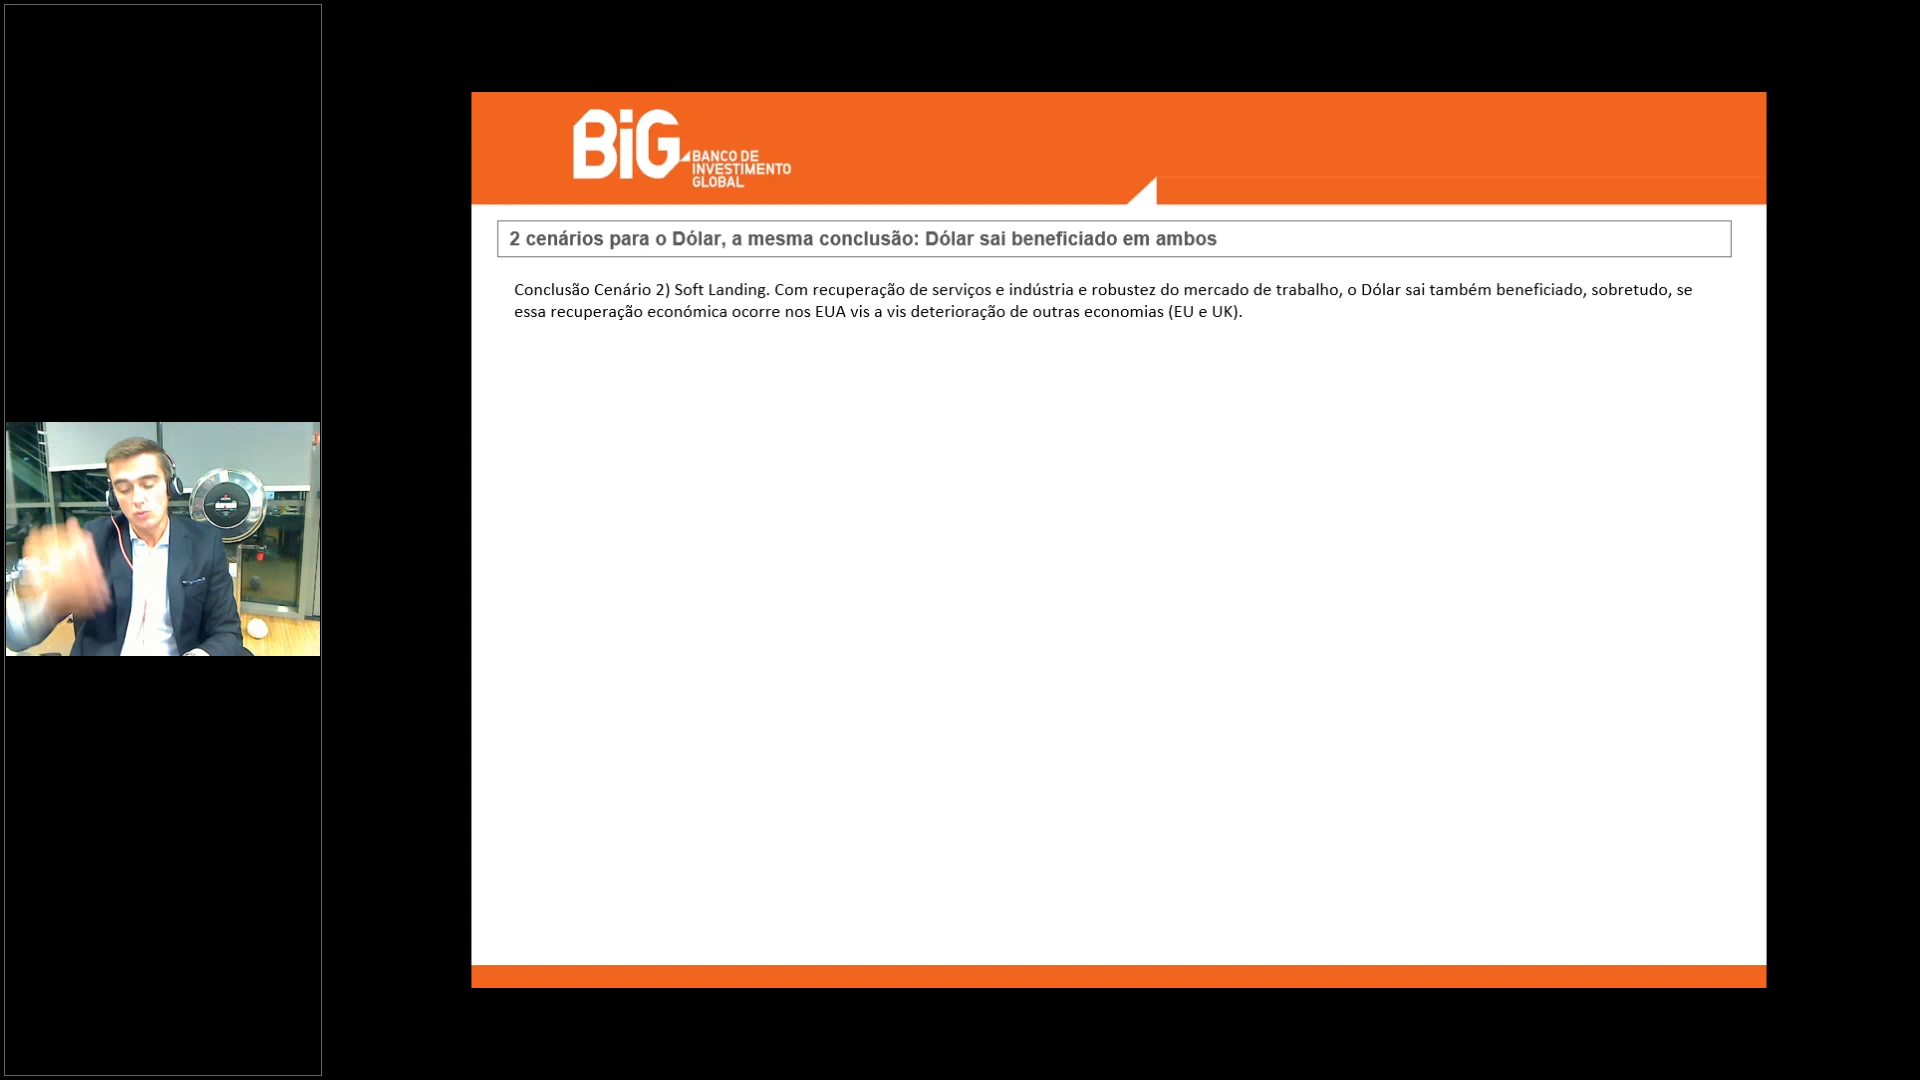 BiG
BANCO DE
INVESTIMENTO
GLOBAL
2 cenários para o Dólar, a mesma conclusão: Dólar sai beneficiado em ambos
Conclusão Cenário 2) Soft Landing. Com recuperação de serviços e indústria e robustez do mercado de trabalho, o Dólar sai também beneficiado, sobretudo, se
essa recuperação económica ocorre nos EUA vis a vis deterioração de outras economias (EU e UK).